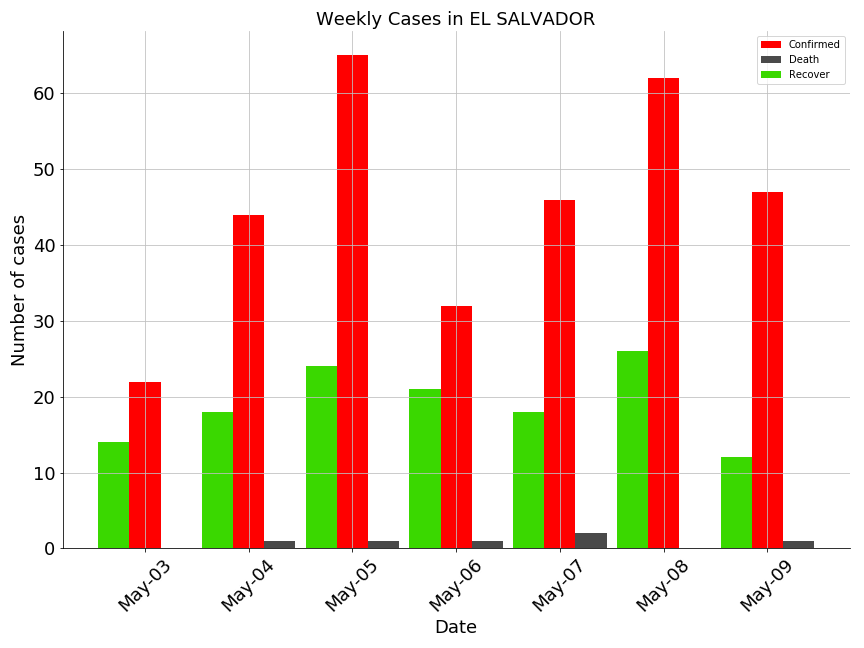 Weekly Cases in EL SALVADOR
Confirmed
Death
Recover
Number of cases
60
50
40
30
20
10
0
May-03
May-04
May-05
May-06
May-07
May-08
May-09
Date